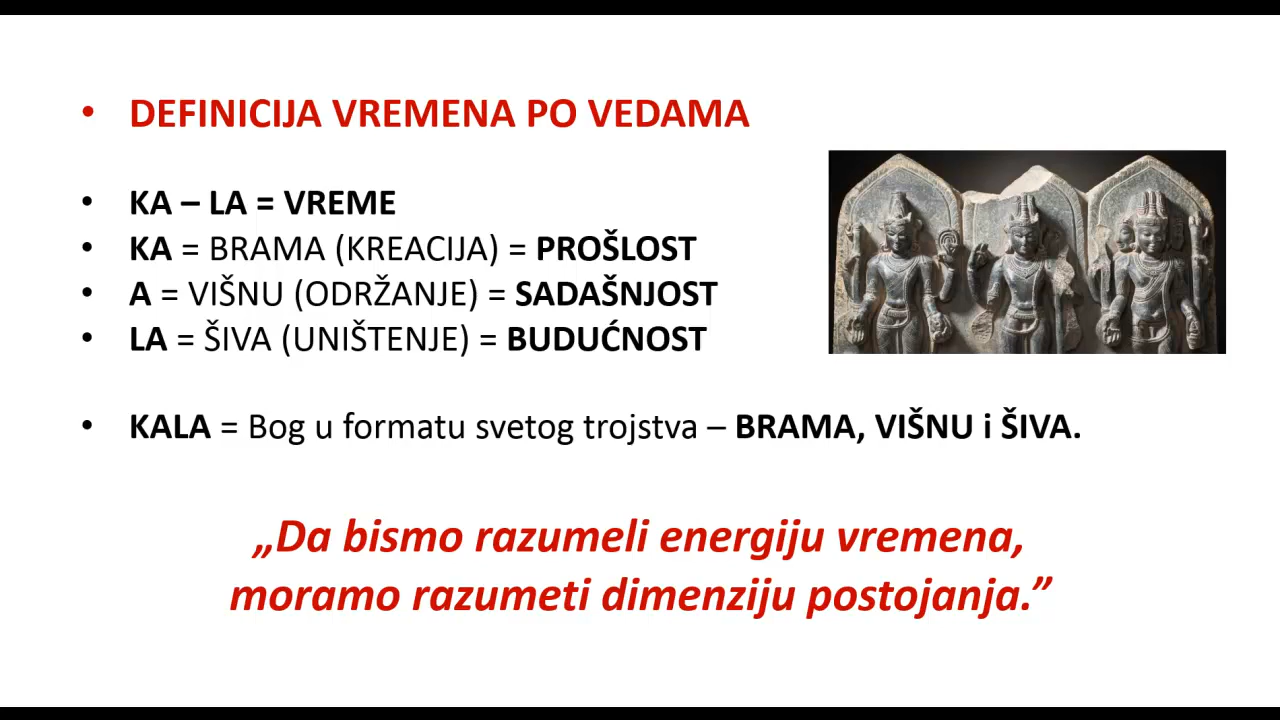 • DEFINICIJA VREMENA PO VEDAMA
• KA – LA = VREME
• KA = BRAMA (KREACIJA) = PROŠLOST
• A = VIŠNU (ODRŽANJE) = SADAŠNJOST
• LA = ŠIVA (UNIŠTENJE) = BUDUĆNOST
• KALA = Bog u formatu svetog trojstva – BRAMA, VIŠNU i ŠIVA.
„Da bismo razumeli energiju vremena,
moramo razumeti dimenziju postojanja.”